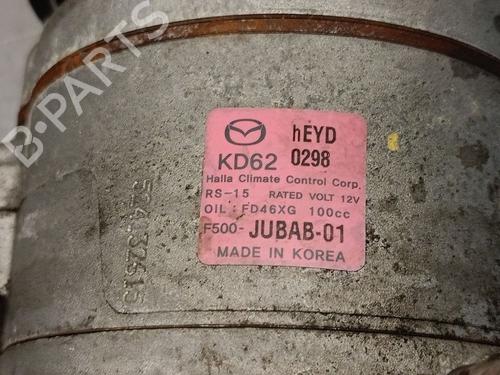 B-PARTS
hEYD
KD62 0298
Halla Climate Control Corp.
RS-15 RATED VOLT 12V
OIL : FD46XG 100cc
F500-JUBAB-01
MADE IN KOREA